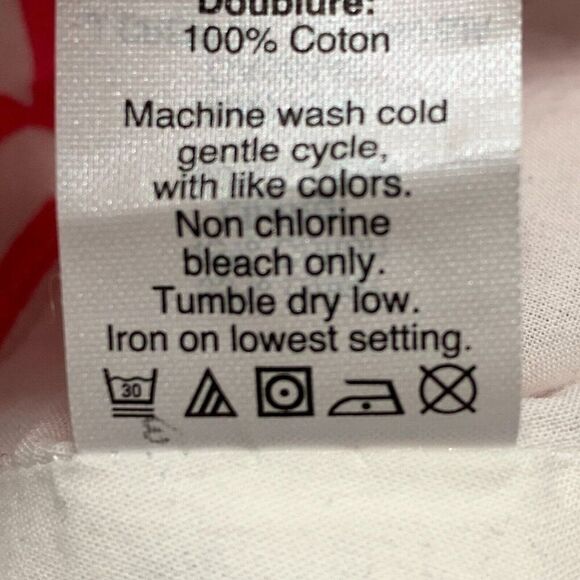 Doublure:
100% Coton
Machine wash cold
gentle cycle,
with like colors.
Non chlorine
bleach only.
Tumble dry low.
Iron on lowest setting.
30